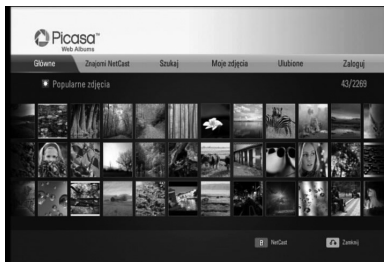 Picasa™
Web Albums
Główne Znajomi NetCast Szukaj Moje zdjęcia Ulubione Zaloguj
Popularne zdjęcia 43/2269
NetCast Zamknij